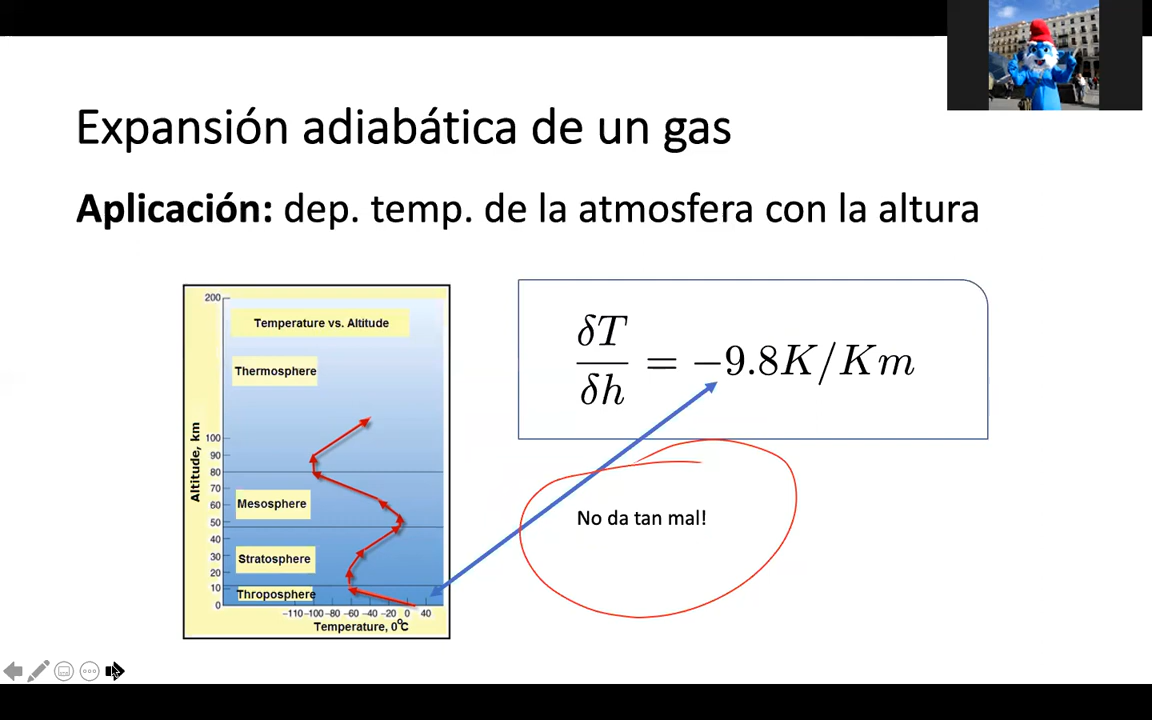 Expansión adiabática de un gas
Aplicación: dep. temp. de la atmosfera con la altura
200
Temperature vs. Altitude
Thermosphere
Altitude, km
100
90
80
70
Mesosphere
60
50
40
Stratosphere
30
20
10
Throposphere
0
-110 -100 -80 -60 -40 -20 0 40
Temperature, 0°C
δT
δh
= −9.8K/Km
No da tan mal!